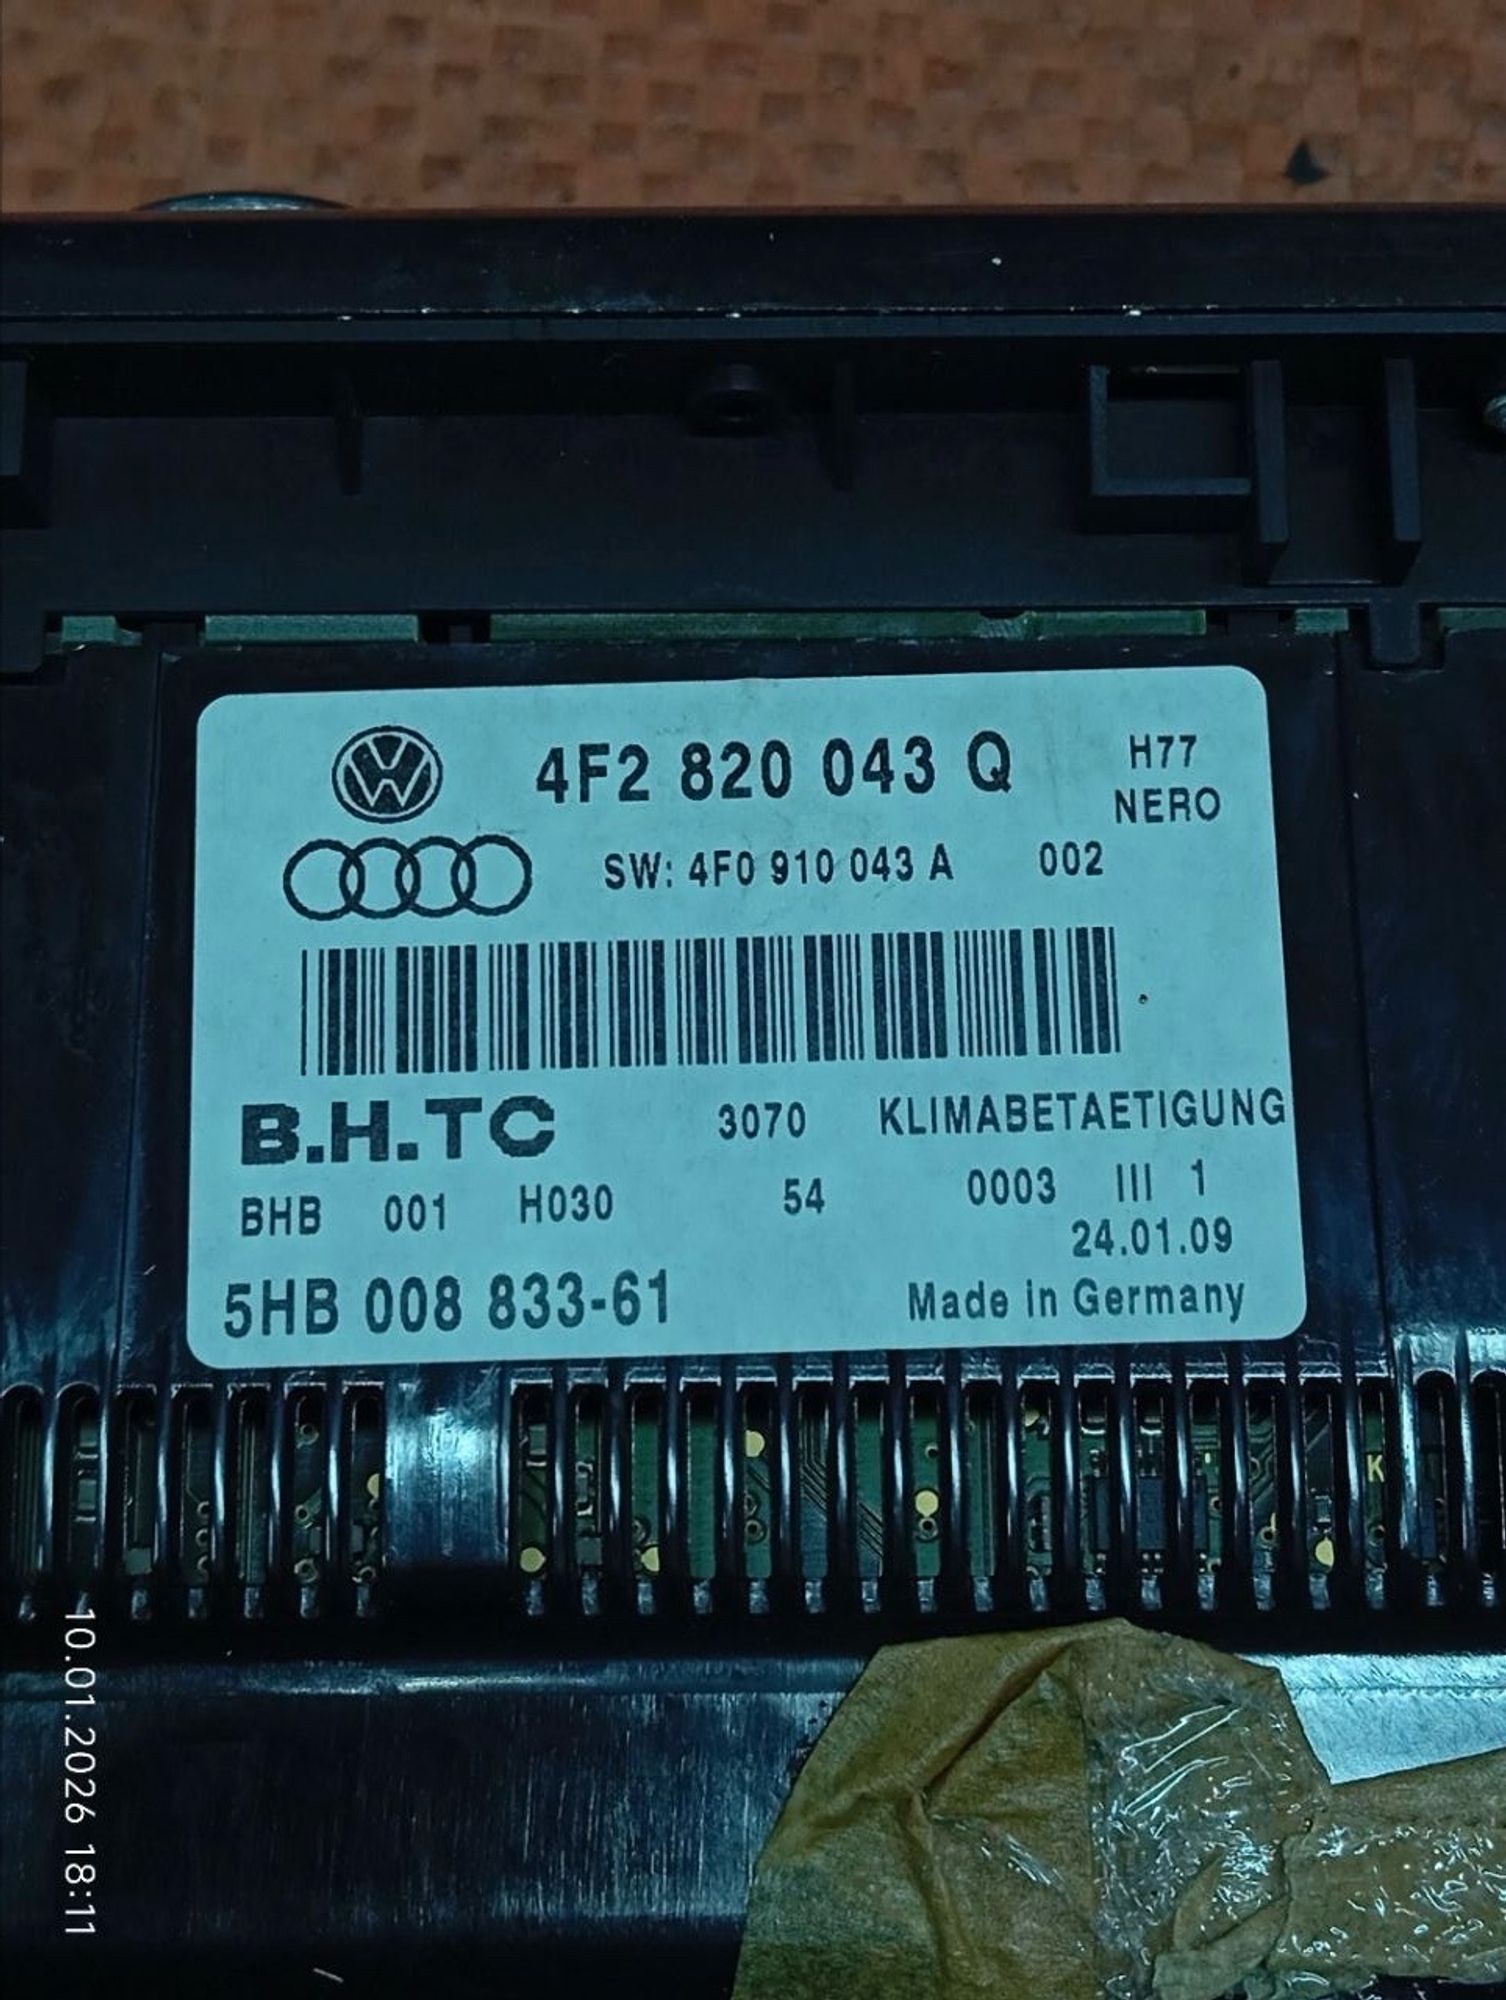 4F2 820 043 Q
H77
NERO
SW: 4F0 910 043 A 002
B.H.TC 3070 KLIMABETAETIGUNG
BHB 001 H030 54 0003 III 1
24.01.09
5HB 008 833-61 Made in Germany
K
10.01.2026 18:11